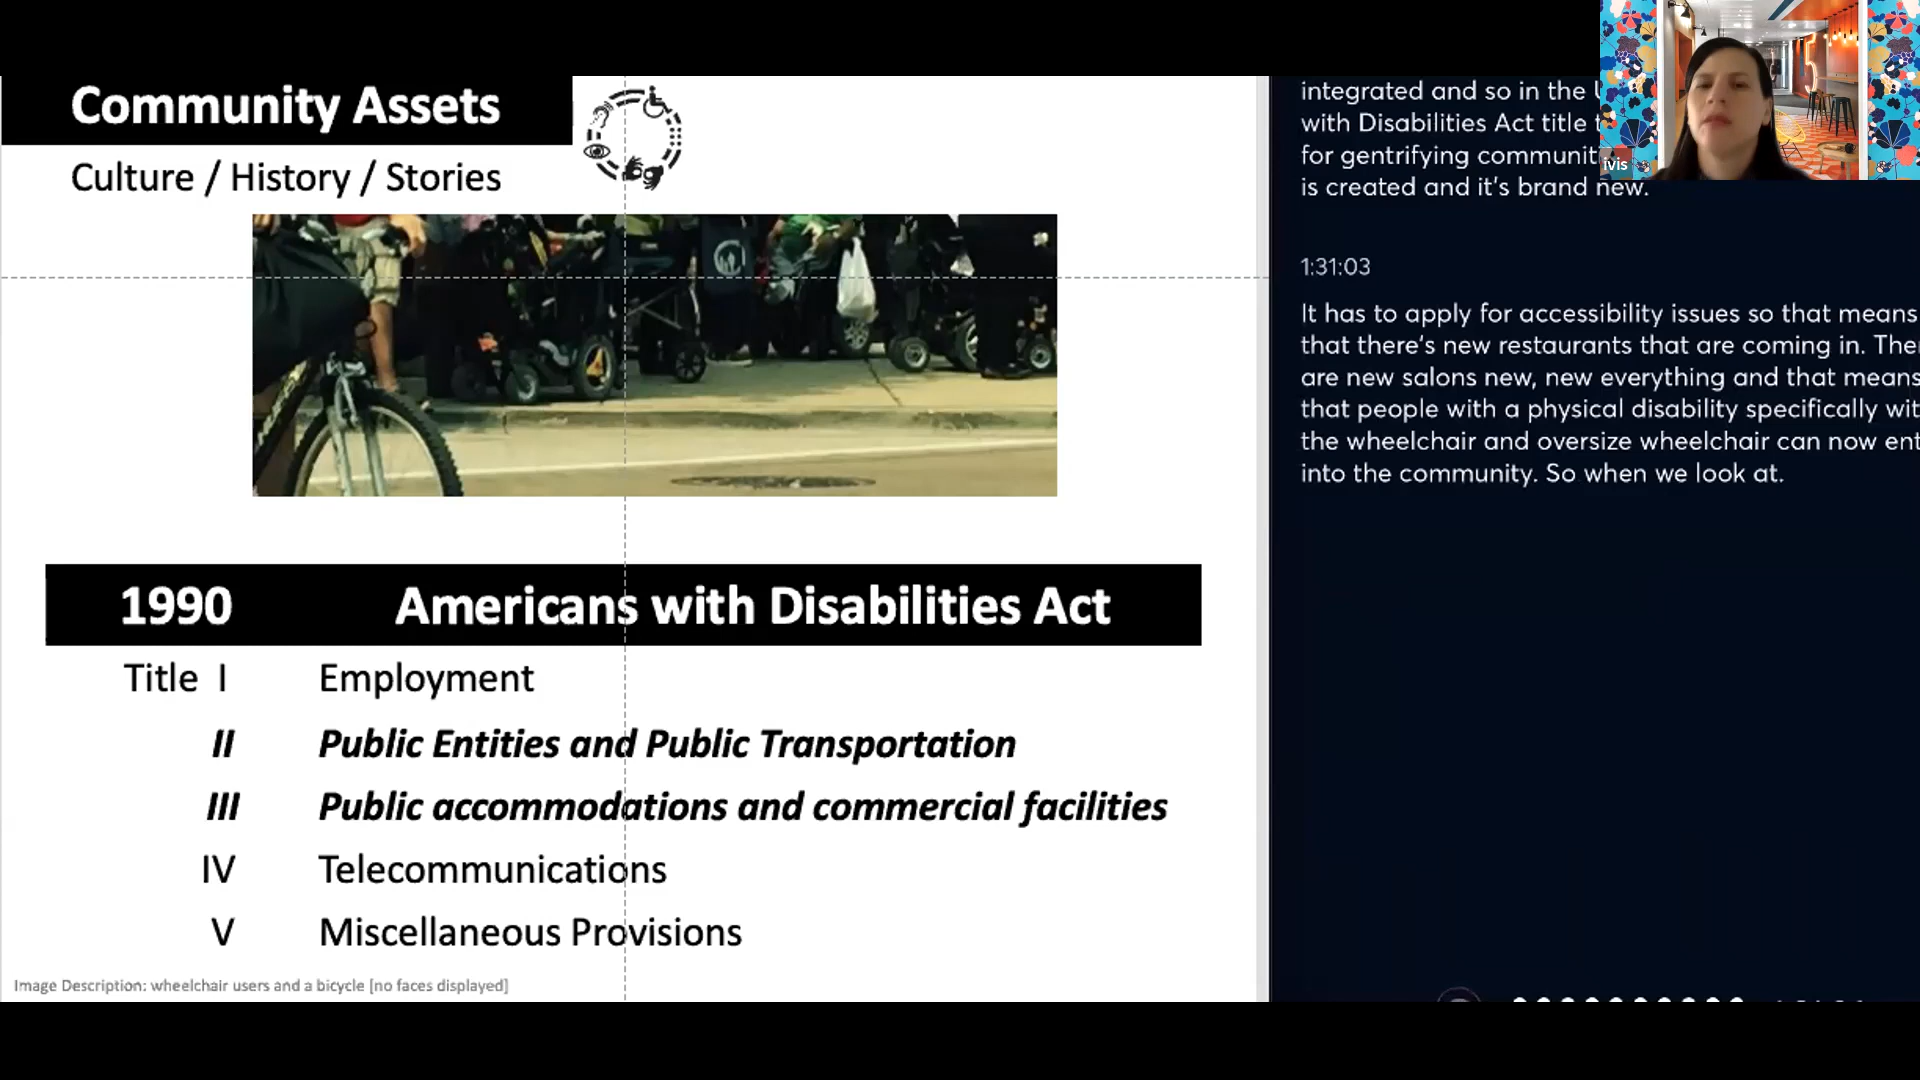 Community Assets
Culture / History / Stories
1990 Americans with Disabilities Act
Title I Employment
II Public Entities and Public Transportation
III Public accommodations and commercial facilities
IV Telecommunications
V Miscellaneous Provisions
Image Description: wheelchair users and a bicycle [no faces displayed]
integrated and so in the
with Disabilities Act title
for gentrifying
is created and it's brand new.
1:31:03
It has to apply for accessibility issues so that means
that there's new restaurants that are coming in.
are new salons new, new everything and that means
that people with a physical disability specifically
the wheelchair and oversize wheelchair can now
into the community. So when we look at.
ivis